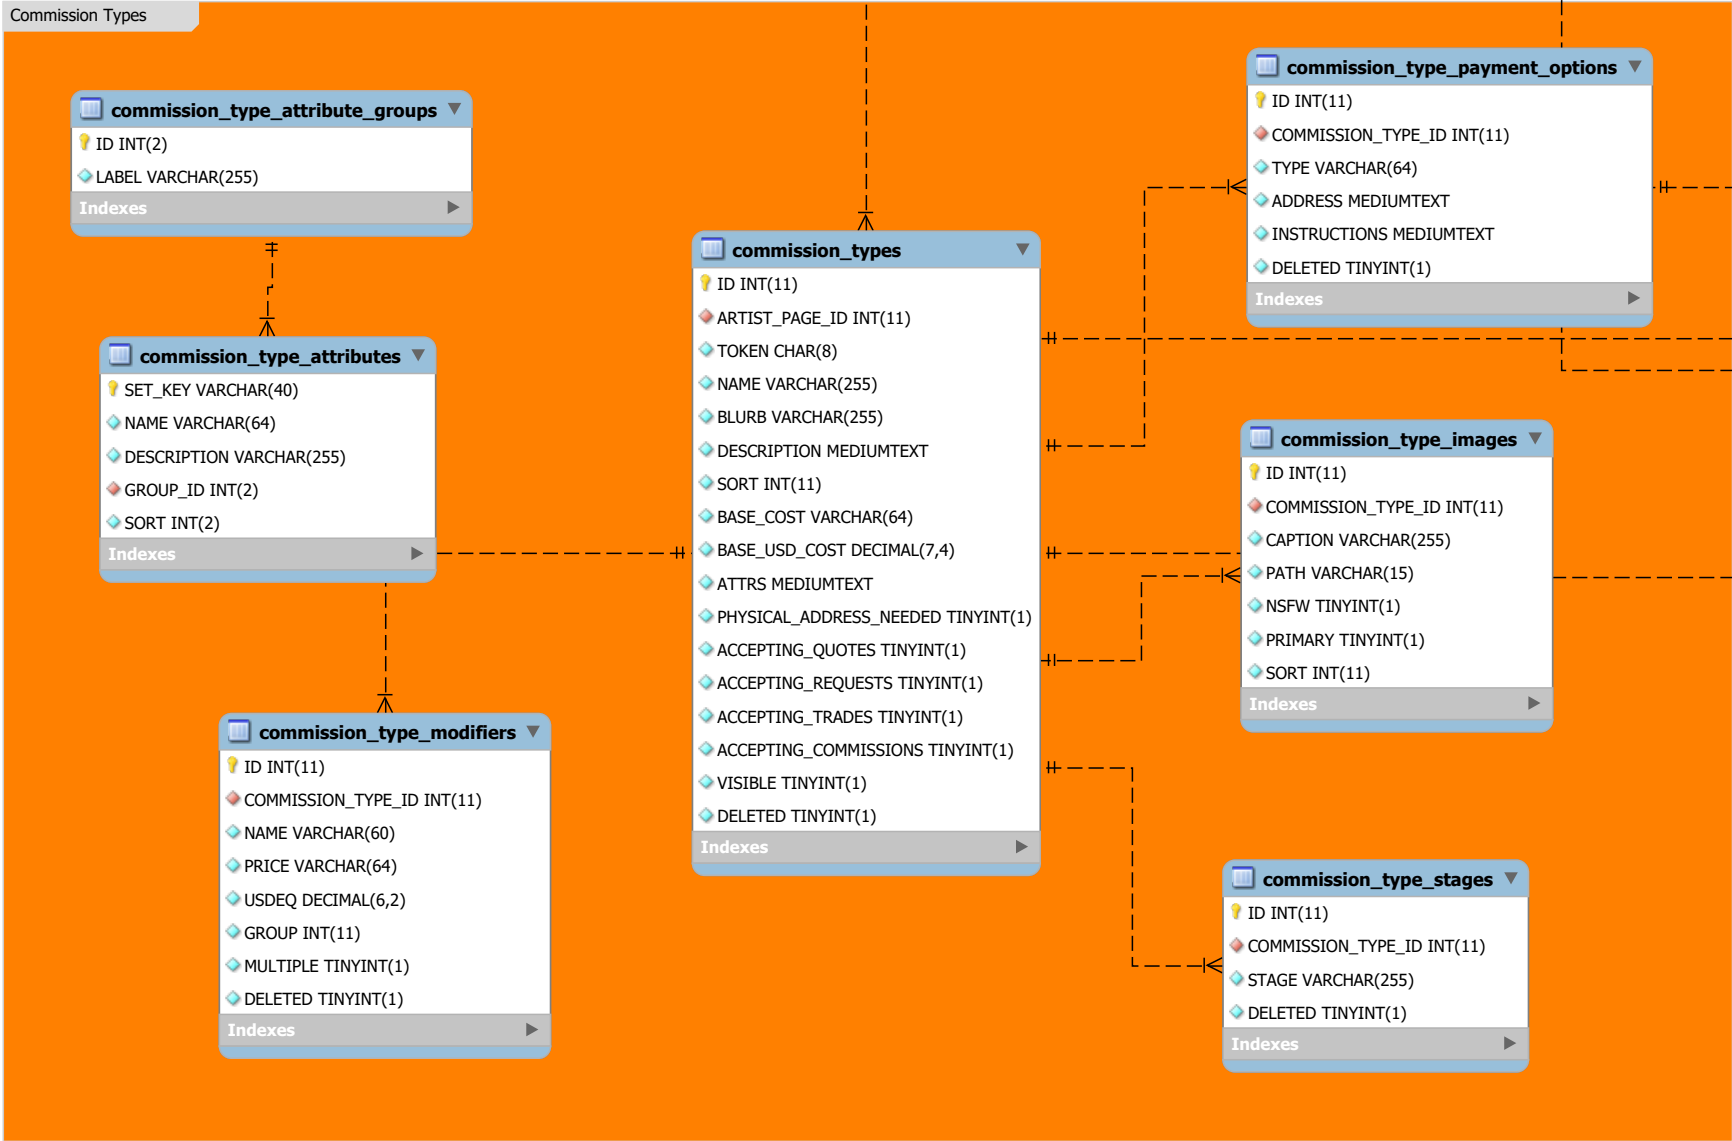 Commission Types
commission_type_attribute_groups
ID INT(2)
LABEL VARCHAR(255)
Indexes
commission_type_attributes
SET_KEY VARCHAR(40)
NAME VARCHAR(64)
DESCRIPTION VARCHAR(255)
GROUP_ID INT(2)
SORT INT(2)
Indexes
commission_type_modifiers
ID INT(11)
COMMISSION_TYPE_ID INT(11)
NAME VARCHAR(60)
PRICE VARCHAR(64)
USDEQ DECIMAL(6,2)
GROUP INT(11)
MULTIPLE TINYINT(1)
DELETED TINYINT(1)
Indexes
commission_types
ID INT(11)
ARTIST_PAGE_ID INT(11)
TOKEN CHAR(8)
NAME VARCHAR(255)
BLURB VARCHAR(255)
DESCRIPTION MEDIUMTEXT
SORT INT(11)
BASE_COST VARCHAR(64)
BASE_USD_COST DECIMAL(7,4)
ATTRS MEDIUMTEXT
PHYSICAL_ADDRESS_NEEDED TINYINT(1)
ACCEPTING_QUOTES TINYINT(1)
ACCEPTING_REQUESTS TINYINT(1)
ACCEPTING_TRADES TINYINT(1)
ACCEPTING_COMMISSIONS TINYINT(1)
VISIBLE TINYINT(1)
DELETED TINYINT(1)
Indexes
commission_type_payment_options
ID INT(11)
COMMISSION_TYPE_ID INT(11)
TYPE VARCHAR(64)
ADDRESS MEDIUMTEXT
INSTRUCTIONS MEDIUMTEXT
DELETED TINYINT(1)
Indexes
commission_type_images
ID INT(11)
COMMISSION_TYPE_ID INT(11)
CAPTION VARCHAR(255)
PATH VARCHAR(15)
NSFW TINYINT(1)
PRIMARY TINYINT(1)
SORT INT(11)
Indexes
commission_type_stages
ID INT(11)
COMMISSION_TYPE_ID INT(11)
STAGE VARCHAR(255)
DELETED TINYINT(1)
Indexes